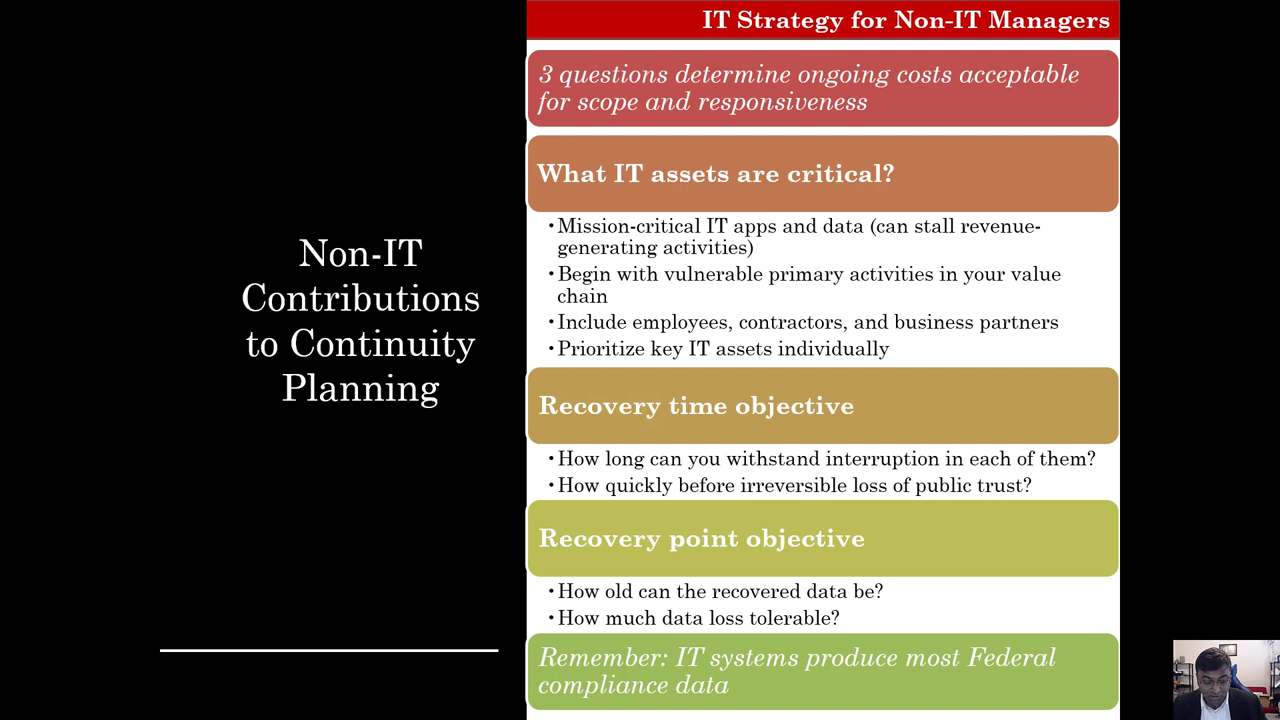 IT Strategy for Non-IT Managers
Non-IT
Contributions
to Continuity
Planning
3 questions determine ongoing costs acceptable
for scope and responsiveness
What IT assets are critical?
•Mission-critical IT apps and data (can stall revenue-
generating activities)
•Begin with vulnerable primary activities in your value
chain
•Include employees, contractors, and business partners
•Prioritize key IT assets individually
Recovery time objective
•How long can you withstand interruption in each of them?
•How quickly before irreversible loss of public trust?
Recovery point objective
•How old can the recovered data be?
•How much data loss tolerable?
Remember: IT systems produce most Federal
compliance data